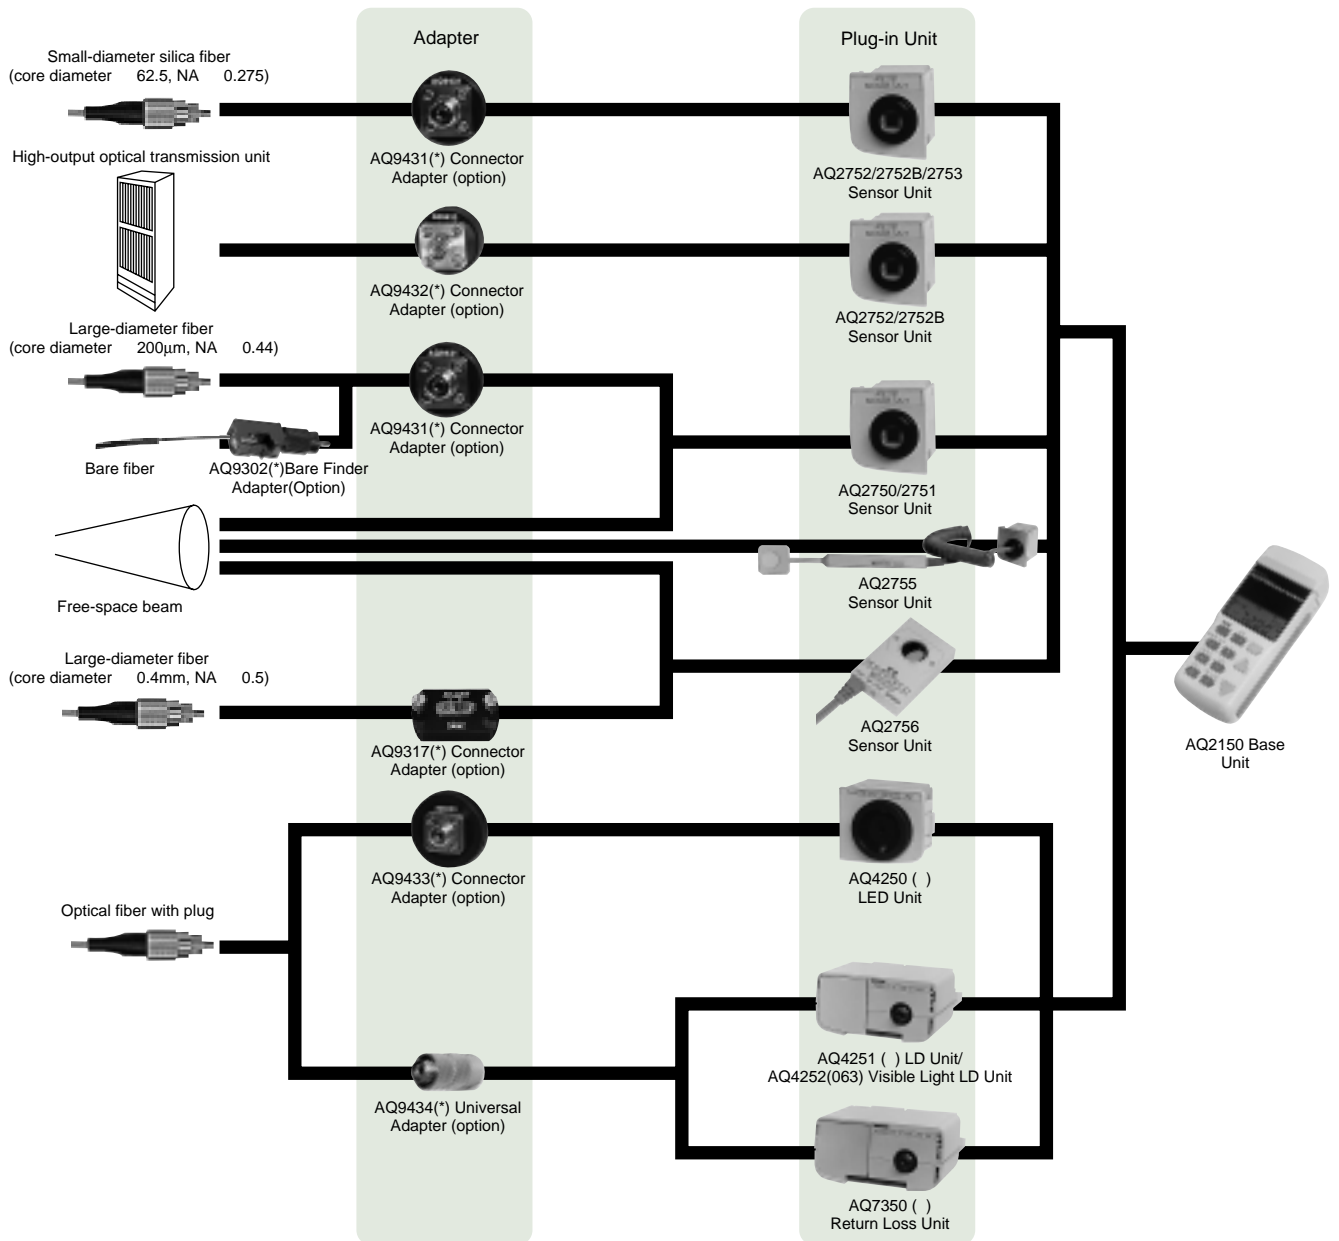 Adapter
Plug-in Unit
Small-diameter silica fiber
(core diameter 62.5, NA 0.275)
AQ9431(*) Connector
Adapter (option)
AQ2752/2752B/2753
Sensor Unit
High-output optical transmission unit
AQ9432(*) Connector
Adapter (option)
AQ2752/2752B
Sensor Unit
Large-diameter fiber
(core diameter 200μm, NA 0.44)
AQ9431(*) Connector
Adapter (option)
Bare fiber
AQ9302(*)Bare Finder
Adapter(Option)
AQ2750/2751
Sensor Unit
Free-space beam
AQ2755
Sensor Unit
Large-diameter fiber
(core diameter 0.4mm, NA 0.5)
AQ9317(*) Connector
Adapter (option)
AQ2756
Sensor Unit
AQ2150 Base
Unit
AQ9433(*) Connector
Adapter (option)
AQ4250 ( )
LED Unit
Optical fiber with plug
AQ4251 ( ) LD Unit/
AQ4252(063) Visible Light LD Unit
AQ9434(*) Universal
Adapter (option)
AQ7350 ( )
Return Loss Unit